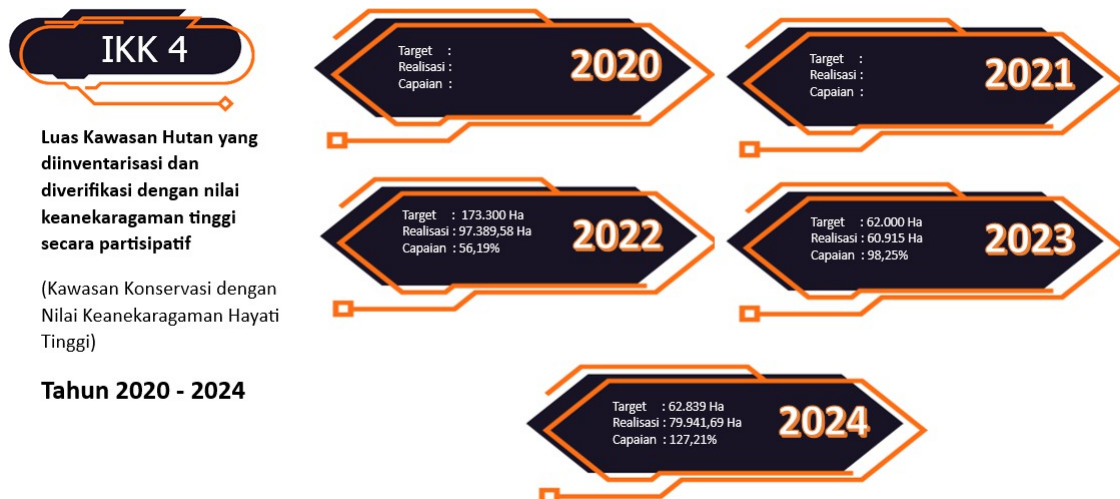 IKK 4
Luas Kawasan Hutan yang
diinventarisasi dan
diverifikasi dengan nilai
keanekaragaman tinggi
secara partisipatif
(Kawasan Konservasi dengan
Nilai Keanekaragaman Hayati
Tinggi)
Tahun 2020 - 2024
Target :
Realisasi :
Capaian :
2020
Target :
Realisasi :
Capaian :
2021
Target : 173.300 Ha
Realisasi : 97.389,58 Ha
Capaian : 56,19%
2022
Target : 62.000 Ha
Realisasi : 60.915 Ha
Capaian : 98,25%
2023
Target : 62.839 Ha
Realisasi : 79.941,69 Ha
Capaian : 127,21%
2024